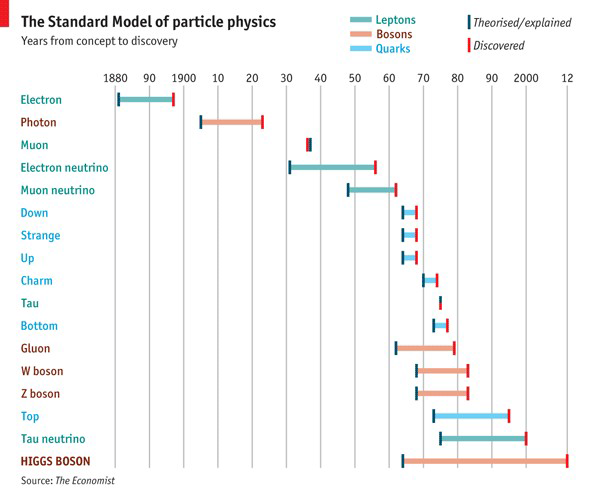 The Standard Model of particle physics
Years from concept to discovery
Leptons
Bosons
Quarks
Theorised/explained
Discovered
1880 90 1900 10 20 30 40 50 60 70 80 90 2000 12
Electron
Photon
Muon
Electron neutrino
Muon neutrino
Down
Strange
Up
Charm
Tau
Bottom
Gluon
W boson
Z boson
Top
Tau neutrino
HIGGS BOSON
Source: The Economist